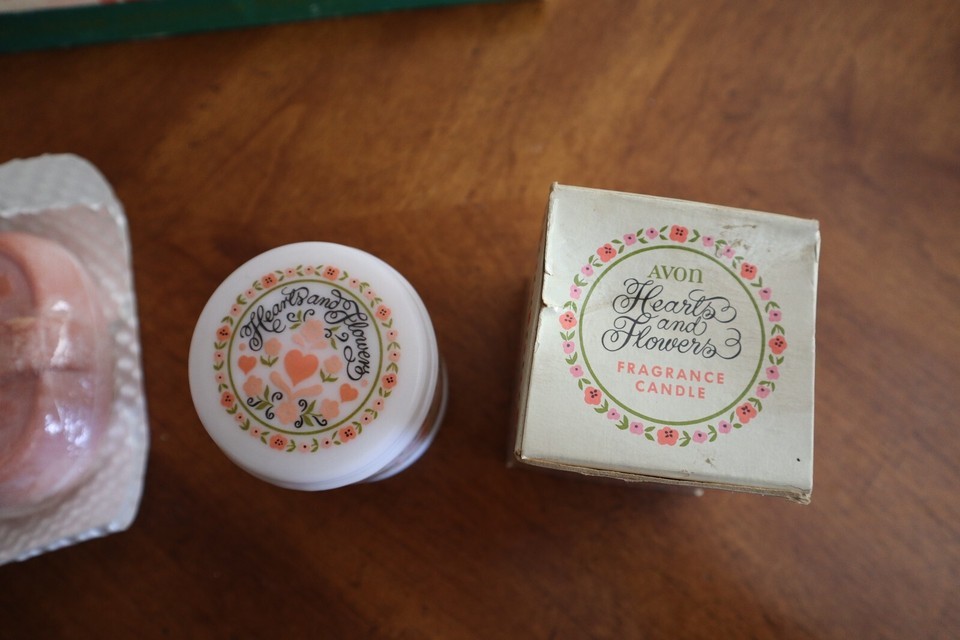 Hearts and Flowers
AVON
Hearts
and
Flowers
FRAGRANCE
CANDLE